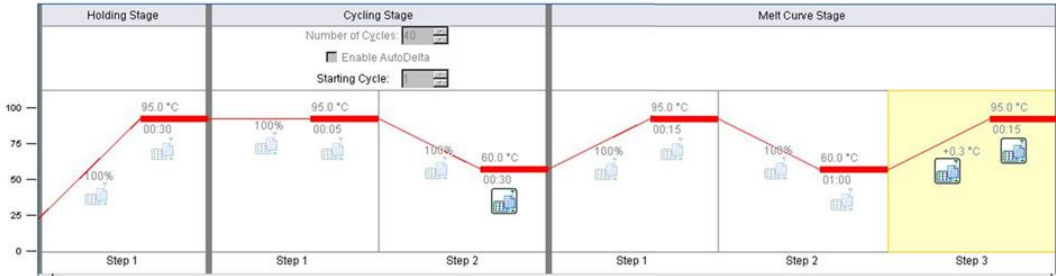 Holding Stage
Cycling Stage
Melt Curve Stage
Number of Cycles: 40
Enable AutoDelta
Starting Cycle: 1
100
75
50
25
0
95.0 °C
00:30
100%
95.0 °C
100%
00:05
100%
60.0 °C
00:30
95.0 °C
00:15
100%
100%
60.0 °C
01:00
95.0 °C
00:15
+0.3 °C
Step 1
Step 1
Step 2
Step 1
Step 2
Step 3